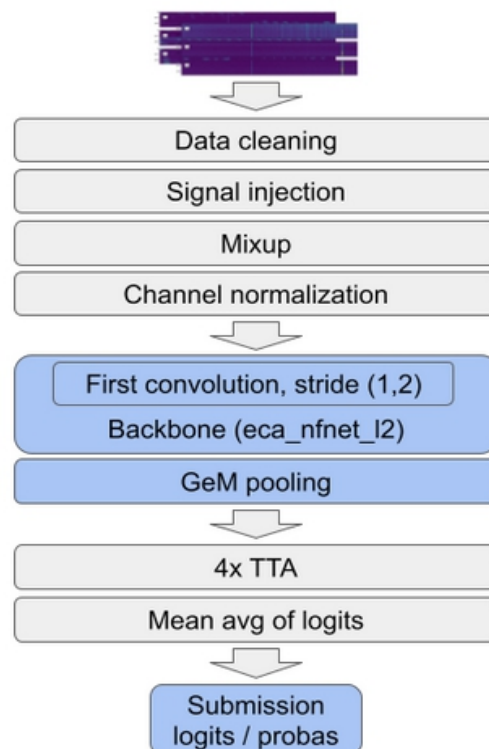 Data cleaning
Signal injection
Mixup
Channel normalization
First convolution, stride (1,2)
Backbone (eca_nfnet_l2)
GeM pooling
4x TTA
Mean avg of logits
Submission
logits / probas